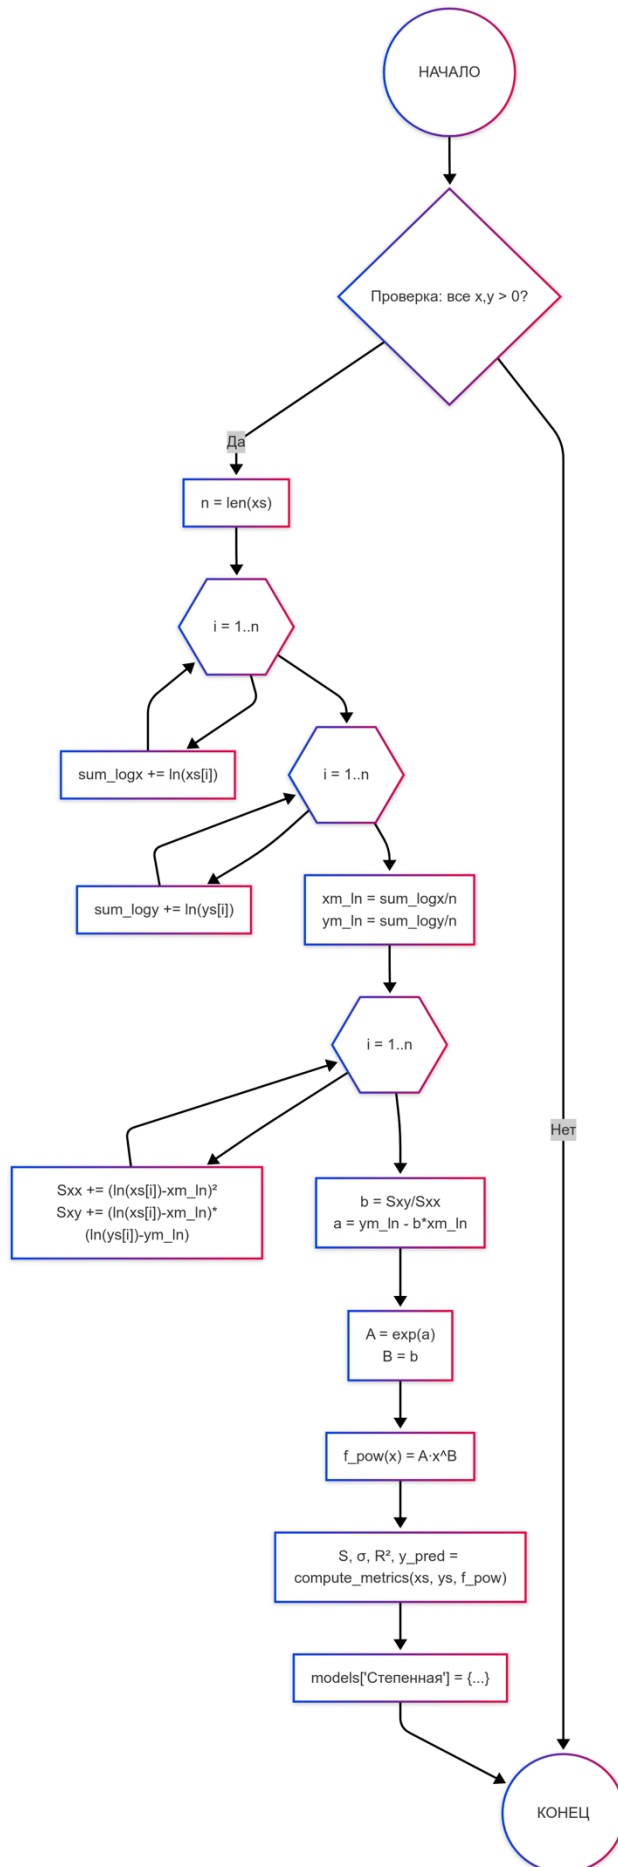 НАЧАЛО
Проверка: все x,y > 0?
Да
n = len(xs)
i = 1..n
sum_logx += ln(xs[i])
i = 1..n
sum_logy += ln(ys[i])
xm_ln = sum_logx/n
ym_ln = sum_logy/n
i = 1..n
Нет
Sxx += (ln(xs[i])-xm_ln)²
Sxy += (ln(xs[i])-xm_ln)*
(ln(ys[i])-ym_ln)
b = Sxy/Sxx
a = ym_ln - b*xm_ln
A = exp(a)
B = b
f_pow(x) = A·x^B
S, σ, R², y_pred =
compute_metrics(xs, ys, f_pow)
models['Степенная'] = {...}
КОНЕЦ